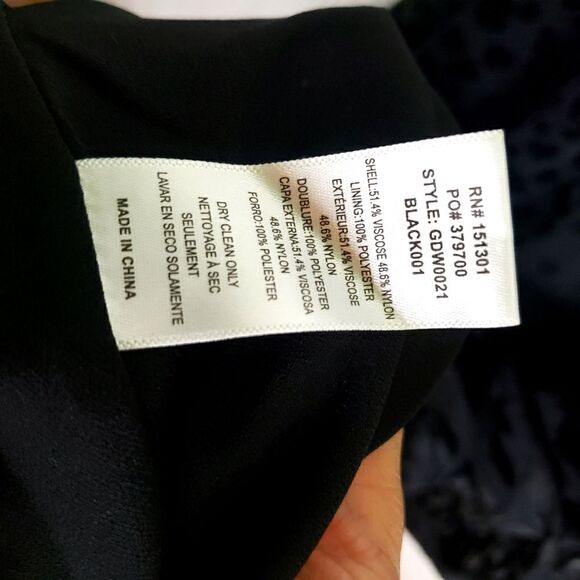 RN# 151301
PO# 379700
STYLE: GDW0021
BLACK001
SHELL:51.4% VISCOSE 48.6% NYLON
LINING:100% POLYESTER
EXTÉRIEUR:51.4% VISCOSE
48.6% NYLON
DOUBLURE:100% POLYESTER
CAPA EXTERNA:51.4% VISCOSA
48.6% NYLON
FORRO:100% POLIESTER
DRY CLEAN ONLY
NETTOYAGE À SEC
SEULEMENT
LAVAR EN SECO SOLAMENTE
MADE IN CHINA